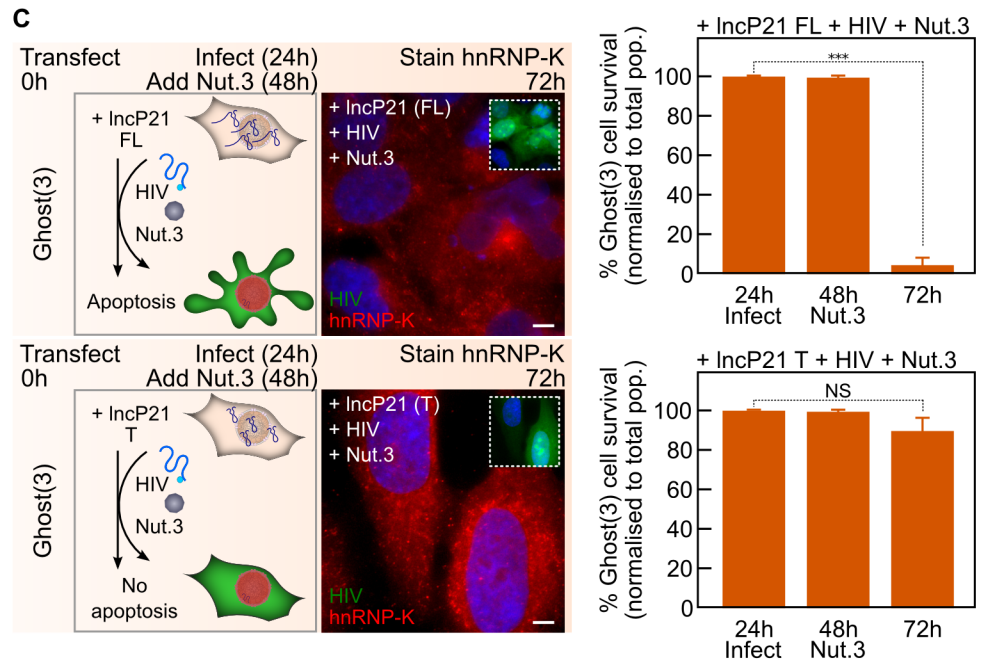 C
Transfect
0h
Infect (24h)
Add Nut.3 (48h)
Stain hnRNP-K
72h
Ghost(3)
+ lncP21
FL
HIV
Nut.3
Apoptosis
+ lncP21 (FL)
+ HIV
+ Nut.3
HIV
hnRNP-K
+ lncP21 FL + HIV + Nut.3
% Ghost(3) cell survival
(normalised to total pop.)
100
80
60
40
20
0
***
24h
Infect
48h
Nut.3
72h
Transfect
0h
Infect (24h)
Add Nut.3 (48h)
Stain hnRNP-K
72h
Ghost(3)
+ lncP21
T
HIV
Nut.3
No
apoptosis
+ lncP21 (T)
+ HIV
+ Nut.3
HIV
hnRNP-K
+ lncP21 T + HIV + Nut.3
% Ghost(3) cell survival
(normalised to total pop.)
100
80
60
40
20
0
NS
24h
Infect
48h
Nut.3
72h